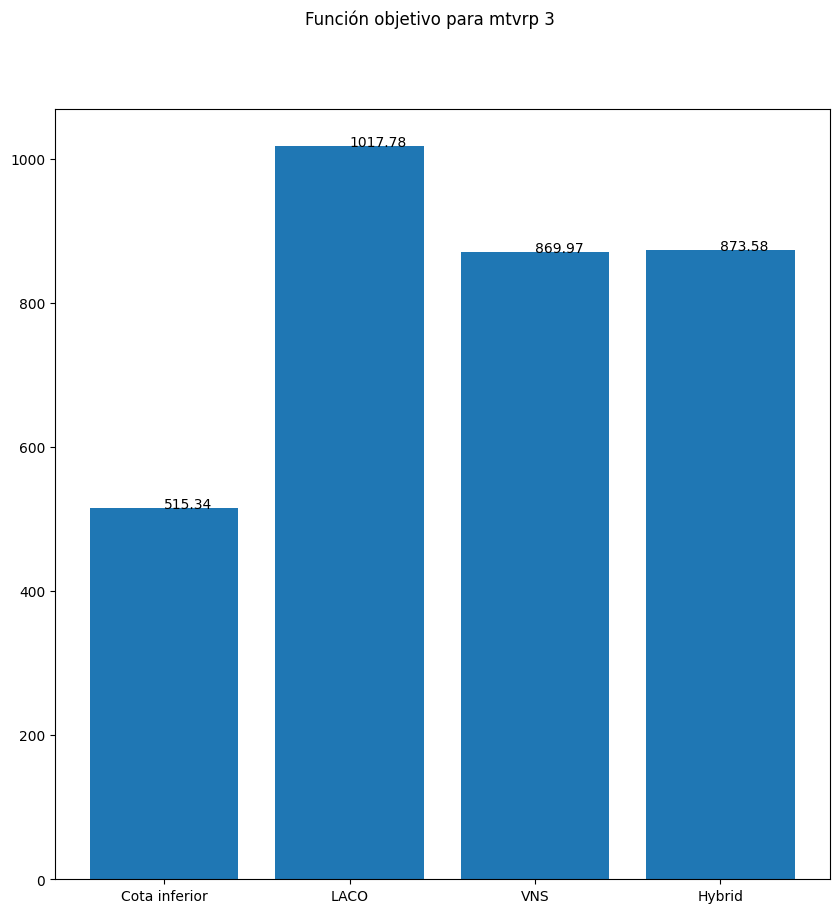 Función objetivo para mtvrp 3
1000
800
600
400
200
0
1017.78
869.97
873.58
515.34
Cota inferior
LACO
VNS
Hybrid